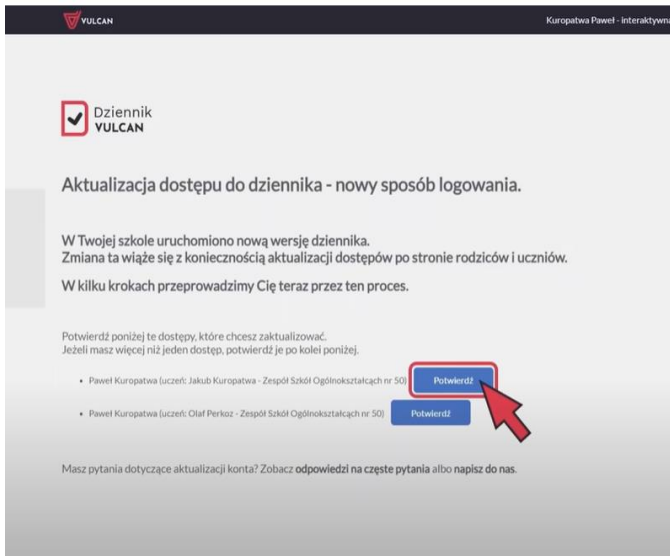 VULCAN
Kuropatwa Paweł - interaktywna
Dziennik
VULCAN
Aktualizacja dostępu do dziennika - nowy sposób logowania.
W Twojej szkole uruchomiono nową wersję dziennika.
Zmiana ta wiąże się z koniecznością aktualizacji dostępów po stronie rodziców i uczniów.
W kilku krokach przeprowadzimy Cię teraz przez ten proces.
Potwierdź poniżej te dostępy, które chcesz zaktualizować.
Jeżeli masz więcej niż jeden dostęp, potwierdź je po kolei poniżej.
• Paweł Kuropatwa (uczeń: Jakub Kuropatwa - Zespół Szkół Ogólnokształcąch nr 50) Potwierdź
• Paweł Kuropatwa (uczeń: Olaf Perkoz - Zespół Szkół Ogólnokształcąch nr 50) Potwierdź
Masz pytania dotyczące aktualizacji konta? Zobacz odpowiedzi na częste pytania albo napisz do nas.